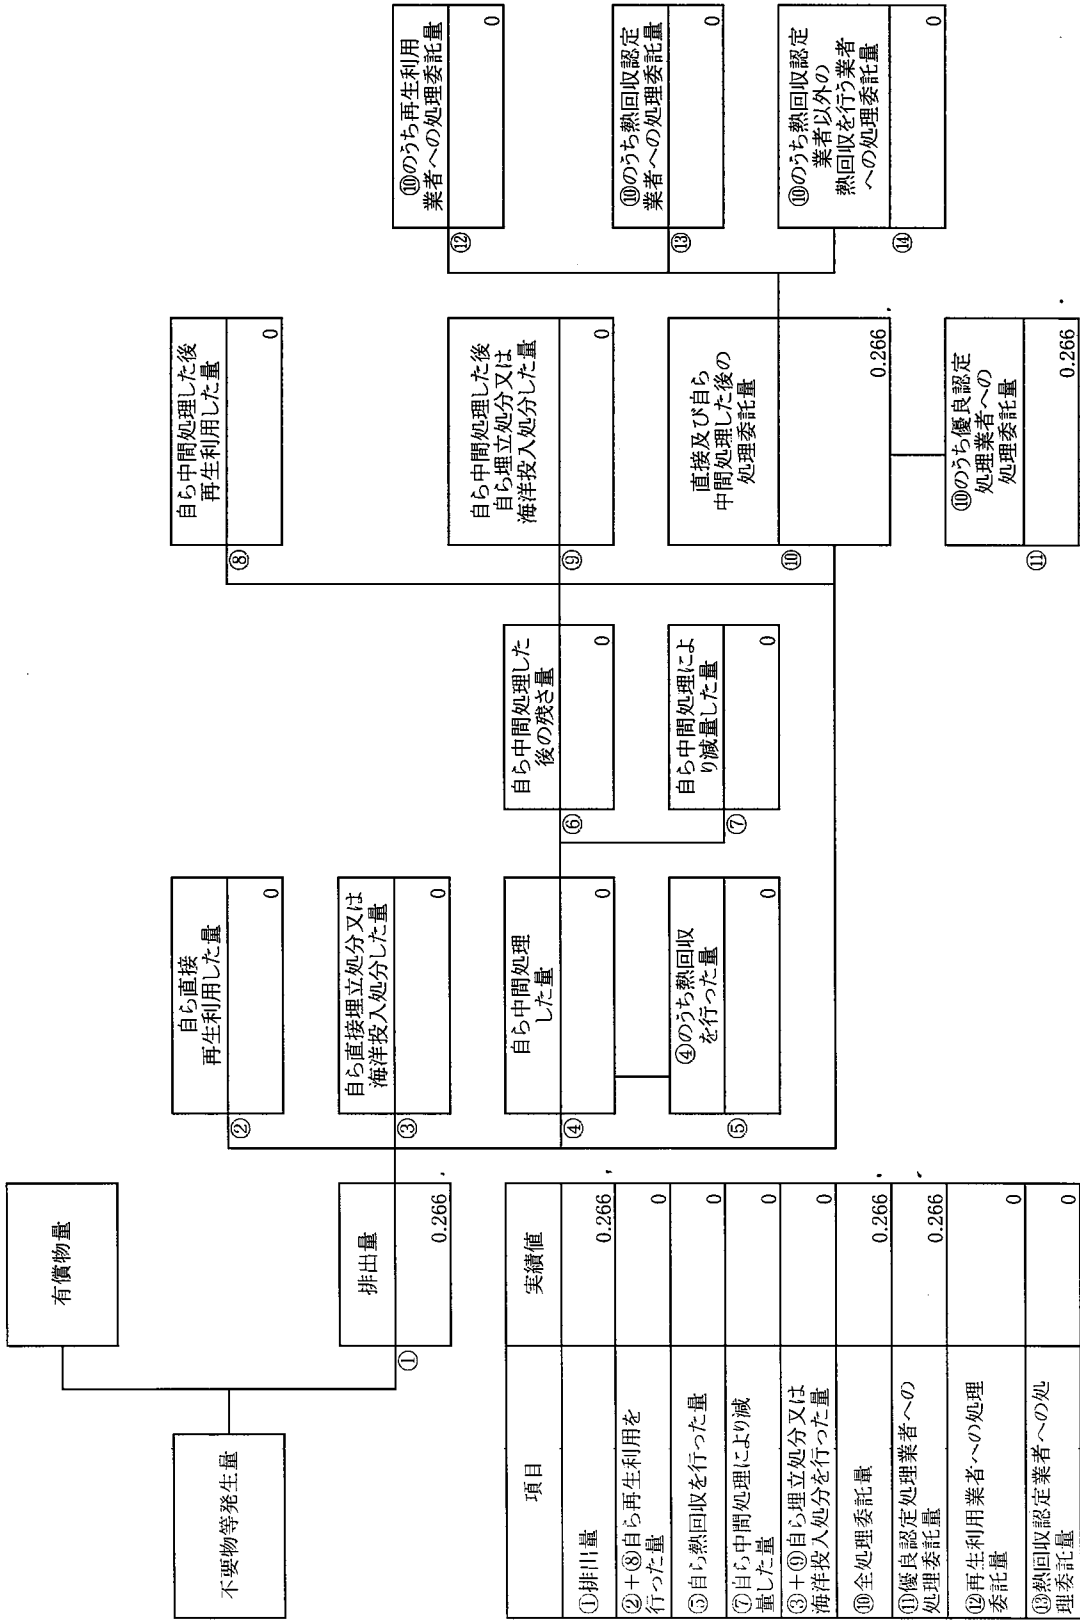 不要物等発生量
有償物量
排出量
①
0.266
自ら直接
再生利用した量
②
0
自ら直接埋立処分又は
海洋投入処分した量
③
0
自ら中間処理
した量
④
0
④のうち熱回収
を行った量
⑤
0
自ら中間処理した
後の残さ量
⑥
0
自ら中間処理によ
り減量した量
⑦
0
自ら中間処理した後
再生利用した量
⑧
0
自ら中間処理した後
自ら埋立処分又は
海洋投入処分した量
⑨
0
直接及び自ら
中間処理した後の
処理委託量
⑩
0.266
⑩のうち優良認定
処理業者への
処理委託量
⑪
0.266
⑩のうち再生利用
業者への処理委託量
⑫
0
⑩のうち熱回収認定
業者への処理委託量
⑬
0
⑩のうち熱回収認定
業者以外の
熱回収を行う業者
への処理委託量
⑭
0
項目 実績値
①排出量 0.266
②+⑧自ら再生利用を
行った量 0
⑤自ら熱回収を行った量 0
⑦自ら中間処理により減
量した量 0
③+⑨自ら埋立処分又は
海洋投入処分を行った量 0
⑩全処理委託量 0.266
⑪優良認定処理業者への
処理委託量 0.266
⑫再生利用業者への処理
委託量 0
⑬熱回収認定業者への処
理委託量 0